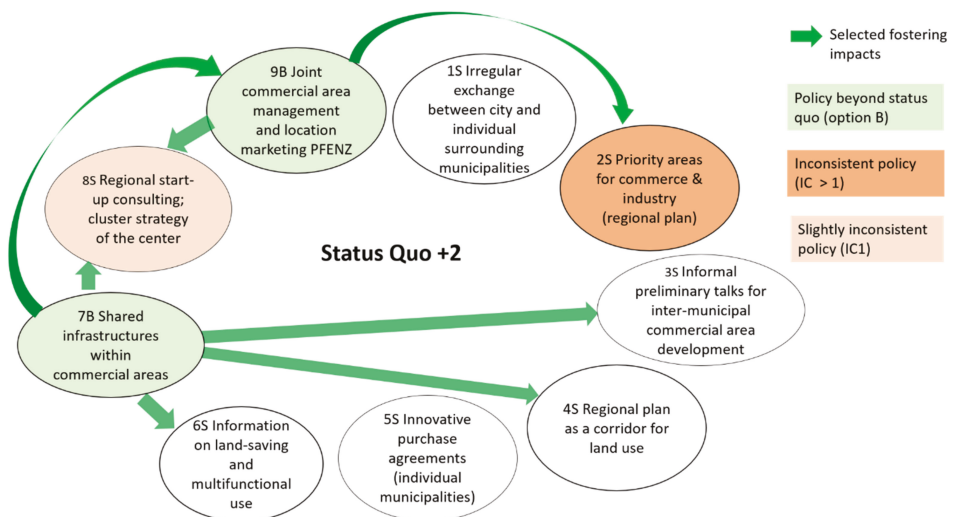 9B Joint
commercial area
management
and location
marketing PFENZ
1S Irregular
exchange
between city and
individual
surrounding
municipalities
2S Priority areas
for commerce &
industry
(regional plan)
3S Informal
preliminary talks for
inter-municipal
commercial area
development
4S Regional plan
as a corridor for
land use
5S Innovative
purchase
agreements
(individual
municipalities)
6S Information
on land-saving
and
multifunctional
use
7B Shared
infrastructures
within
commercial areas
8S Regional start-
up consulting;
cluster strategy
of the center
Status Quo +2
Selected fostering
impacts
Policy beyond status
quo (option B)
Inconsistent policy
(IC > 1)
Slightly inconsistent
policy (IC1)